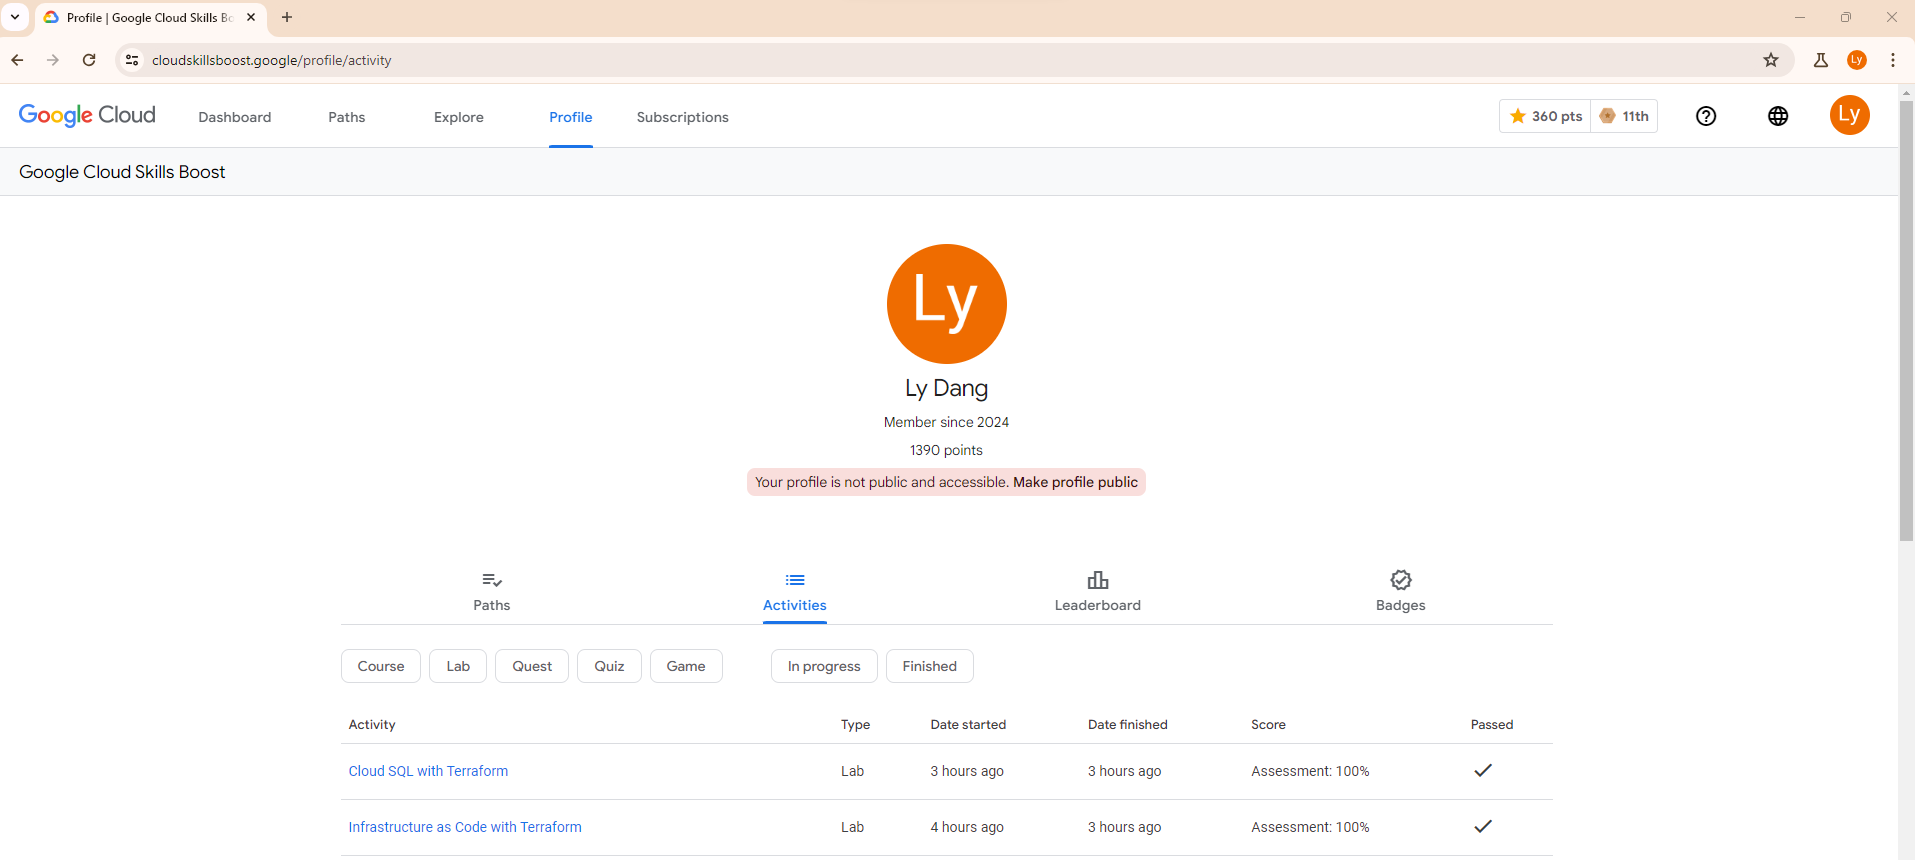 Profile | Google Cloud Skills Bo
cloudskillsboost.google/profile/activity
Ly
Google Cloud Dashboard Paths Explore Profile Subscriptions 360 pts 11th Ly
Google Cloud Skills Boost
Ly
Ly Dang
Member since 2024
1390 points
Your profile is not public and accessible. Make profile public
Paths Activities Leaderboard Badges
Course Lab Quest Quiz Game In progress Finished
Activity Type Date started Date finished Score Passed
Cloud SQL with Terraform Lab 3 hours ago 3 hours ago Assessment: 100%
Infrastructure as Code with Terraform Lab 4 hours ago 3 hours ago Assessment: 100%